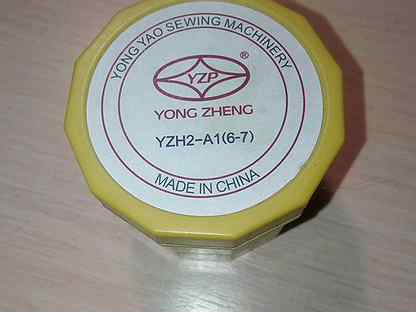 YONG YAO SEWING MACHINERY
YZP®
YONG ZHENG
YZH2-A1(6-7)
MADE IN CHINA